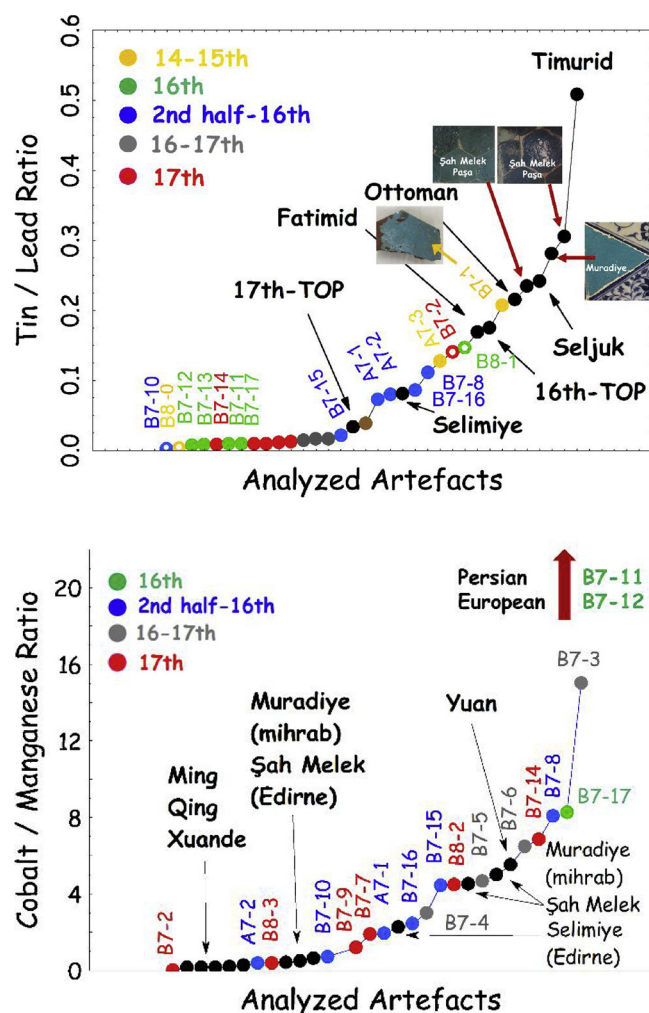 Tin / Lead Ratio
0.6
0.5
0.4
0.3
0.2
0.1
0.0
14-15th
16th
2nd half-16th
16-17th
17th
Timurid
Şah Melek
Paşa
Şah Melek
Paşa
Ottoman
Fatimid
Muradiye
17th-TOP
B7-1
B7-2
A7-3
A7-2
A7-1
B7-15
B8-1
Seljuk
16th-TOP
B7-8
B7-16
Selimiye
B7-10
B8-0
B7-12
B7-13
B7-14
B7-11
B7-17
Analyzed Artefacts
Cobalt / Manganese Ratio
20
16
12
8
4
0
16th
2nd half-16th
16-17th
17th
Persian
European
B7-11
B7-12
B7-3
Muradiye
(mihrab)
Şah Melek
(Edirne)
Yuan
Ming
Qing
Xuande
B7-2
A7-2
B8-3
B7-10
B7-9
B7-7
A7-1
B7-16
B7-15
B8-2
B7-5
B7-6
B7-14
B7-8
B7-17
B7-4
Muradiye
(mihrab)
Şah Melek
Selimiye
(Edirne)
Analyzed Artefacts